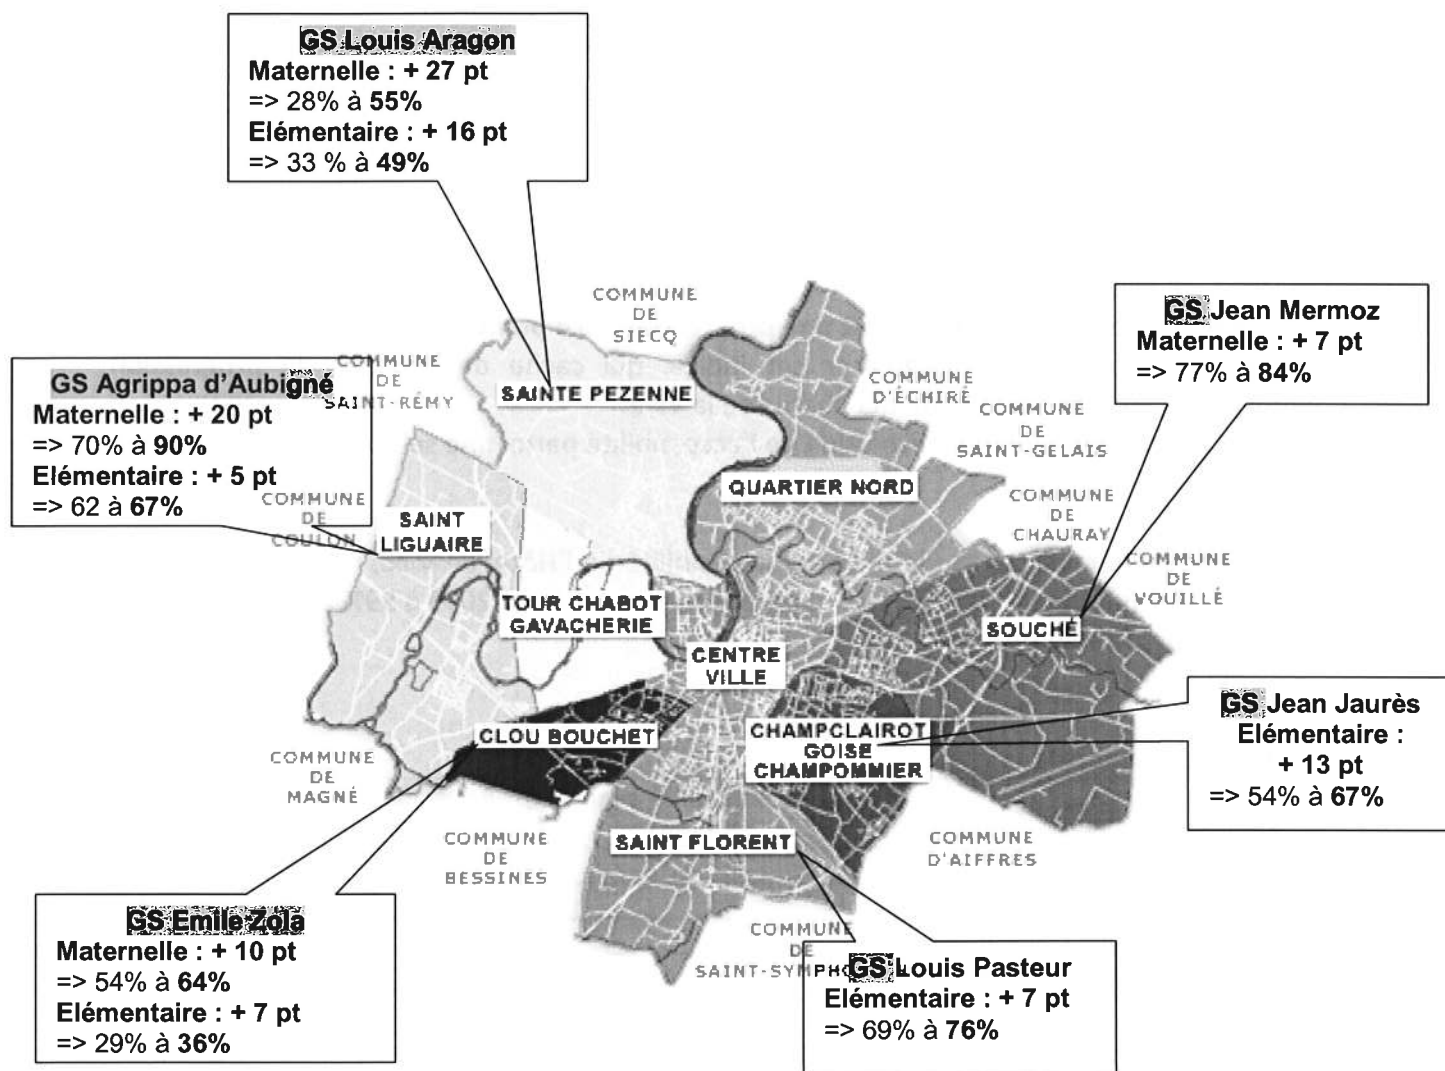 GS Louis Aragon
Maternelle : + 27 pt
=> 28% à 55%
Elémentaire : + 16 pt
=> 33 % à 49%
GS Jean Mermoz
Maternelle : + 7 pt
=> 77% à 84%
GS Agrippa d'Aubigné
Maternelle : + 20 pt
=> 70% à 90%
Elémentaire : + 5 pt
=> 62 à 67%
COMMUNE
DE
SIECQ
COMMUNE
DE
SAINT-RÉMY
SAINTE PEZENNE
COMMUNE
D'ÉCHIRÉ
COMMUNE
DE
SAINT-GELAIS
QUARTIER NORD
COMMUNE
DE
CHAURAY
COMMUNE
DE
COULON
SAINT
LIGUAIRE
COMMUNE
DE
VOUILLÉ
TOUR CHABOT
GAVACHERIE
SOUCHÉ
CENTRE
VILLE
GS Jean Jaurès
Elémentaire :
+ 13 pt
=> 54% à 67%
CLOU BOUCHET
CHAMPCLAIROT
GOISE
CHAMPOMMIER
COMMUNE
DE
MAGNÉ
SAINT FLORENT
COMMUNE
DE
BESSINES
COMMUNE
D'AIFFRES
GS Emile Zola
Maternelle : + 10 pt
=> 54% à 64%
Elémentaire : + 7 pt
=> 29% à 36%
COMMUNE
DE
GS Louis Pasteur
Elémentaire : + 7 pt
=> 69% à 76%